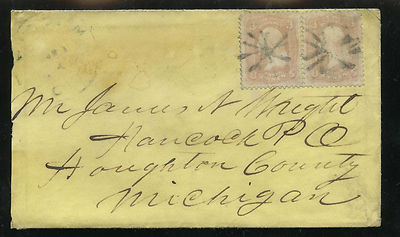 Mr James N Wright
Hancock P O
Houghton County
Michigan